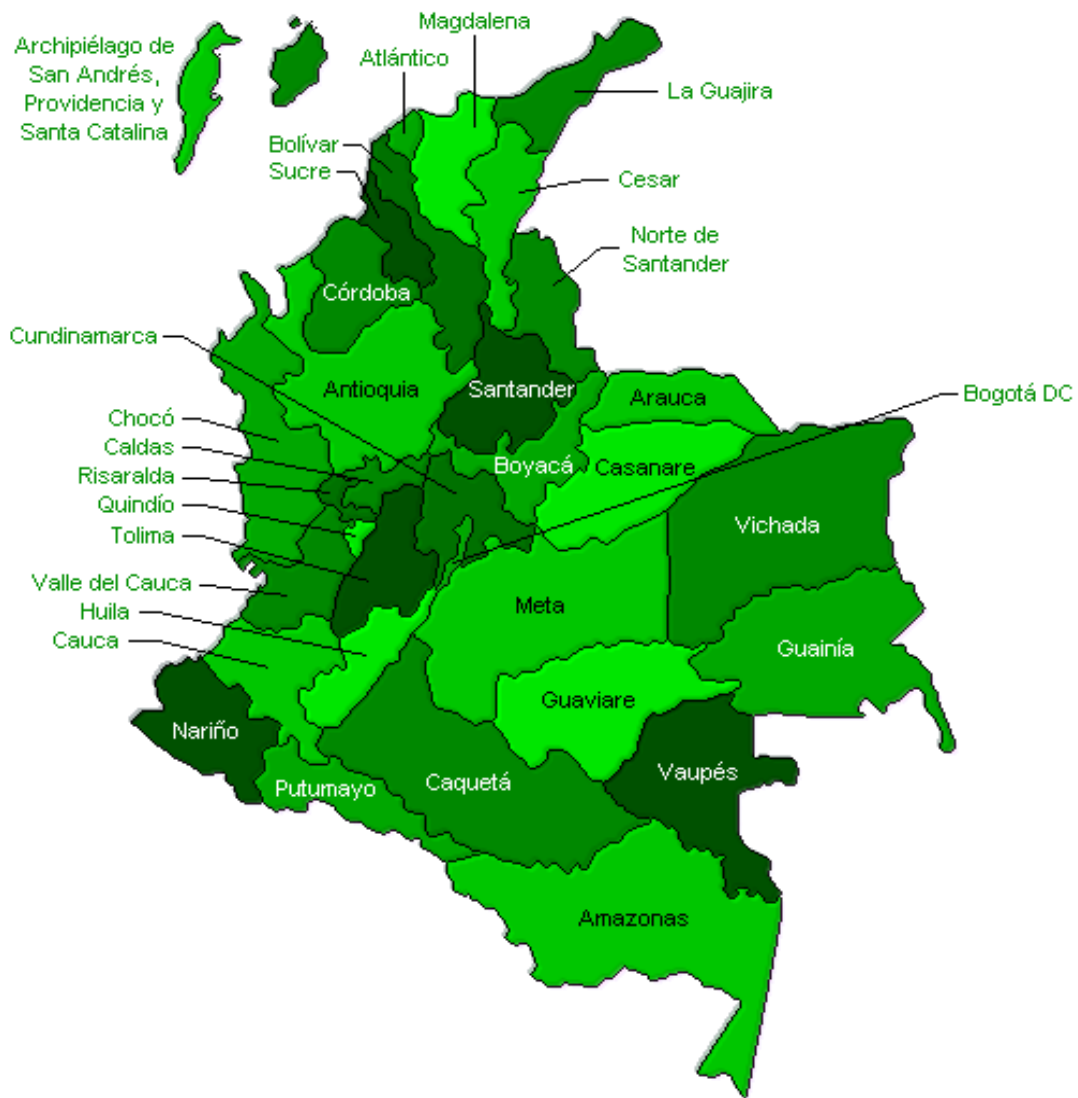 Magdalena
Archipiélago de
San Andrés,
Providencia y
Santa Catalina
Atlántico
La Guajira
Bolívar
Sucre
Cesar
Norte de
Santander
Córdoba
Cundinamarca
Antioquia
Santander
Arauca
Bogotá DC
Chocó
Caldas
Boyacá
Casanare
Risaralda
Quindío
Vichada
Tolima
Valle del Cauca
Meta
Huila
Cauca
Guainía
Guaviare
Nariño
Vaupés
Putumayo
Caquetá
Amazonas